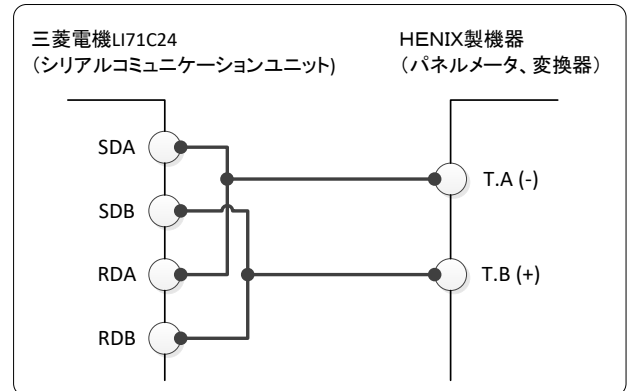 三菱電機LI71C24
（シリアルコミュニケーションユニット)
HENIX製機器
（パネルメータ、変換器）
SDA
SDB
RDA
RDB
T.A (-)
T.B (+)